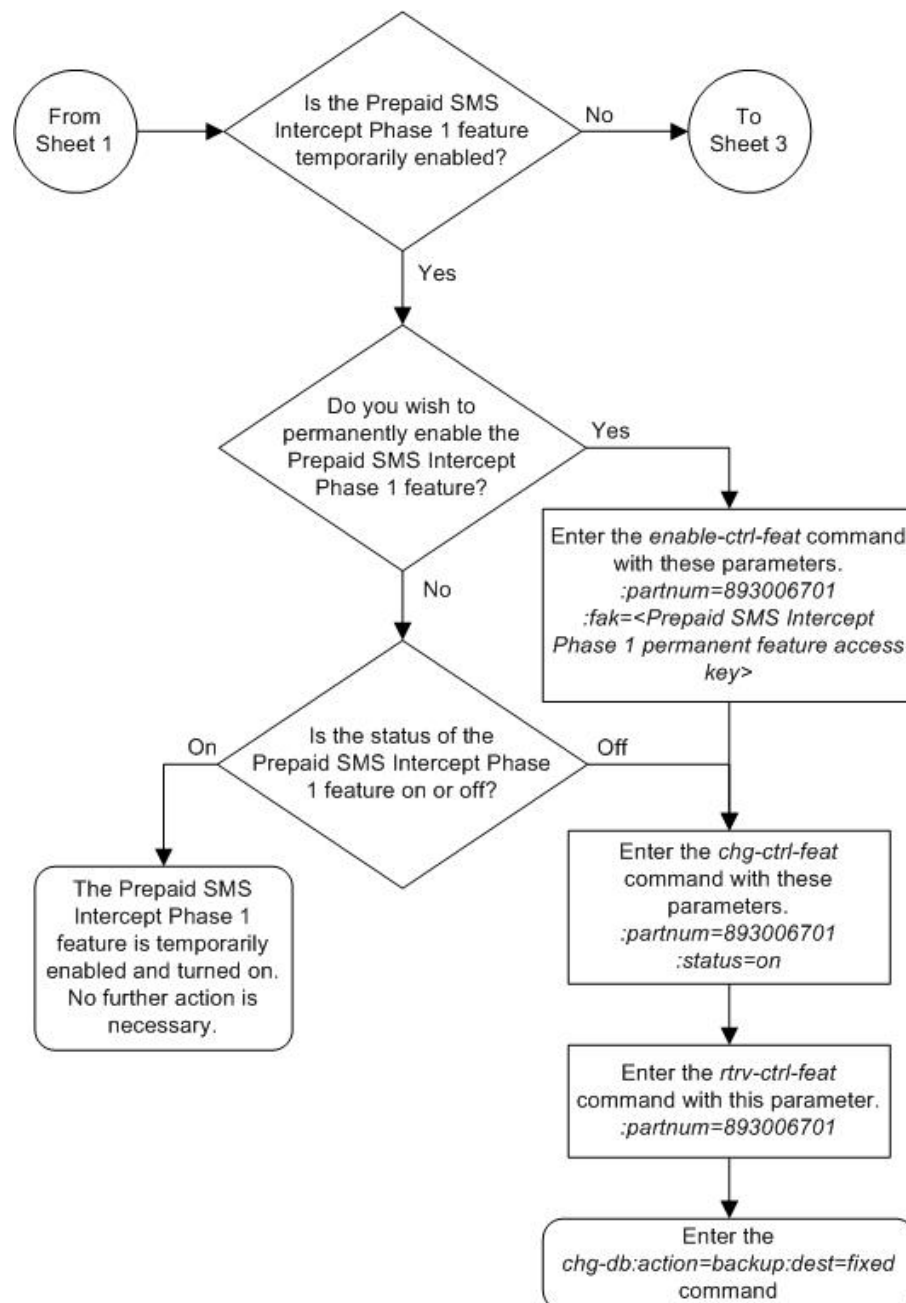 From
Sheet 1
Is the Prepaid SMS
Intercept Phase 1 feature
temporarily enabled?
No
To
Sheet 3
Yes
Do you wish to
permanently enable the
Prepaid SMS Intercept
Phase 1 feature?
Yes
Enter the enable-ctrl-feat command
with these parameters.
:partnum=893006701
:fak=<Prepaid SMS Intercept
Phase 1 permanent feature access
key>
No
Is the status of the
Prepaid SMS Intercept Phase
1 feature on or off?
On
Off
The Prepaid SMS
Intercept Phase 1
feature is temporarily
enabled and turned on.
No further action is
necessary.
Enter the chg-ctrl-feat
command with these
parameters.
:partnum=893006701
:status=on
Enter the rtrv-ctrl-feat
command with this parameter.
:partnum=893006701
Enter the
chg-db:action=backup:dest=fixed
command